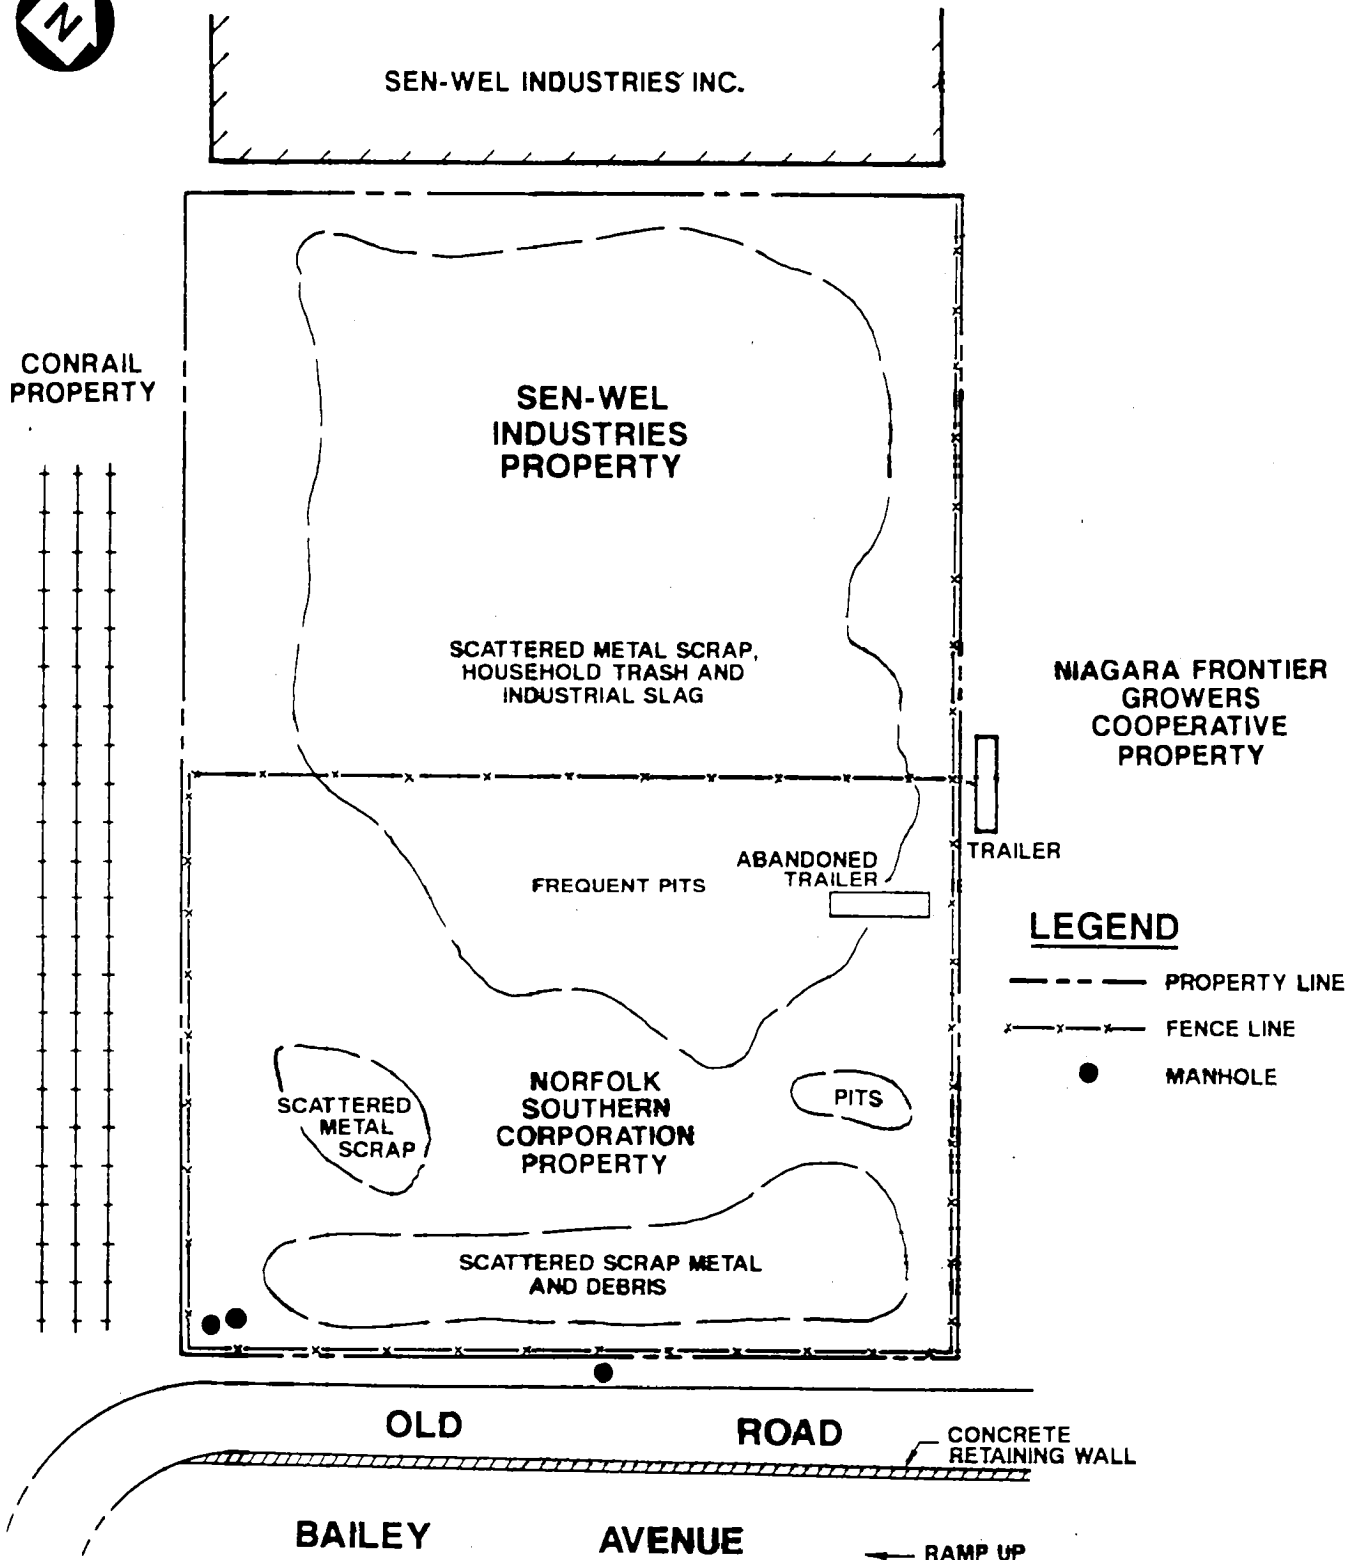 N
SEN-WEL INDUSTRIES INC.
CONRAIL
PROPERTY
SEN-WEL
INDUSTRIES
PROPERTY
SCATTERED METAL SCRAP,
HOUSEHOLD TRASH AND
INDUSTRIAL SLAG
NIAGARA FRONTIER
GROWERS
COOPERATIVE
PROPERTY
TRAILER
ABANDONED
TRAILER
FREQUENT PITS
LEGEND
PROPERTY LINE
FENCE LINE
MANHOLE
SCATTERED
METAL
SCRAP
NORFOLK
SOUTHERN
CORPORATION
PROPERTY
PITS
SCATTERED SCRAP METAL
AND DEBRIS
OLD ROAD
CONCRETE
RETAINING WALL
BAILEY AVENUE
RAMP UP